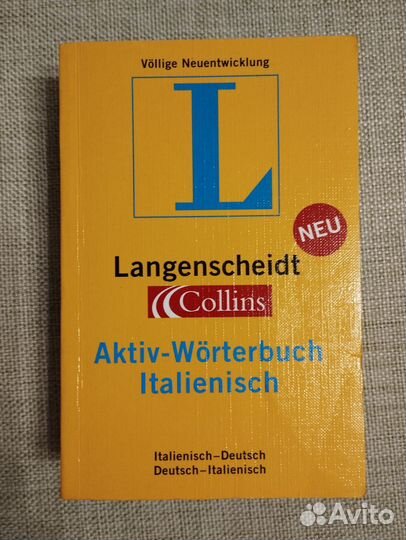 Völlige Neuentwicklung
L
NEU
Langenscheidt
Collins
Aktiv-Wörterbuch
Italienisch
Italienisch–Deutsch
Deutsch–Italienisch
Avito